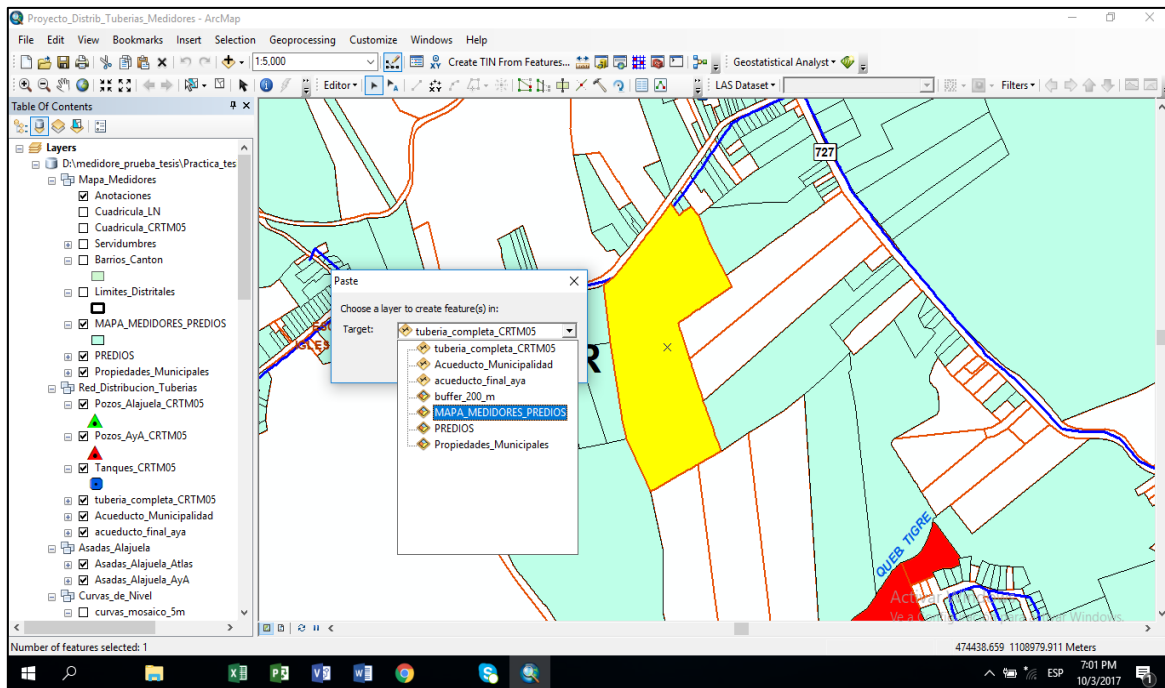 Proyecto_Distrib_Tuberias_Medidores - ArcMap
File Edit View Bookmarks Insert Selection Geoprocessing Customize Windows Help
1:5,000
Create TIN From Features...
Geostatistical Analyst
Editor
LAS Dataset
Filters
Table Of Contents
Layers
D:\medidore_prueba_tesis\Practica_tes
Mapa_Medidores
Anotaciones
Cuadricula_LN
Cuadricula_CRTM05
Servidumbres
Barrios_Canton
Limites_Distritales
MAPA_MEDIDORES_PREDIOS
PREDIOS
Propiedades_Municipales
Red_Distribucion_Tuberias
Pozos_Alajuela_CRTM05
Pozos_AyA_CRTM05
Tanques_CRTM05
tuberia_completa_CRTM05
Acueducto_Municipalidad
acueducto_final_aya
Asadas_Alajuela
Asadas_Alajuela_Atlas
Asadas_Alajuela_AyA
Curvas_de_Nivel
curvas_mosaico_5m
727
Paste
Choose a layer to create feature(s) in:
Target:
tuberia_completa_CRTM05
tuberia_completa_CRTM05
Acueducto_Municipalidad
acueducto_final_aya
buffer_200_m
MAPA_MEDIDORES_PREDIOS
PREDIOS
Propiedades_Municipales
R
QUEB TIGRE
Number of features selected: 1
474438.659 1108979.911 Meters
ESP
7:01 PM
10/3/2017